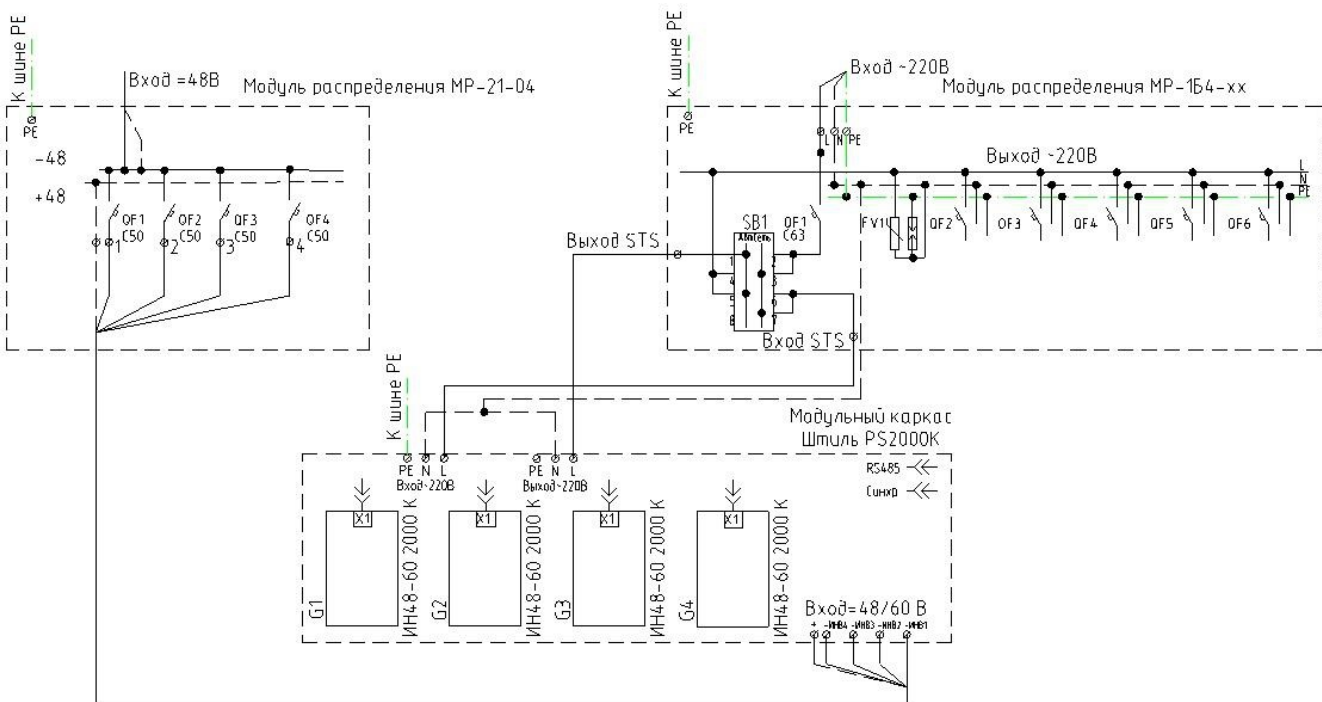 К шине PE
Вход =48В
Модуль распределения МР-21-04
PE
-48
+48
QF1
C50
QF2
C50
QF3
C50
QF4
C50
1
2
3
4
К шине PE
Вход ~220В
Модуль распределения МР-1Б4-хх
PE
L
N
PE
Выход ~220В
L
N
PE
Выход STS
SB1
QF1
C63
FV1
QF2
QF3
QF4
QF5
QF6
Вход STS
К шине PE
Модульный каркас
Штиль PS2000K
PE N L
Вход~220В
PE N L
Выход~220В
RS485
Синхр
X1
X1
X1
X1
G1
ИН48-60 2000 К
G2
ИН48-60 2000 К
G3
ИН48-60 2000 К
G4
ИН48-60 2000 К
Вход=48/60 В
+ -ИНВ4 -ИНВ3 -ИНВ2 -ИНВ1